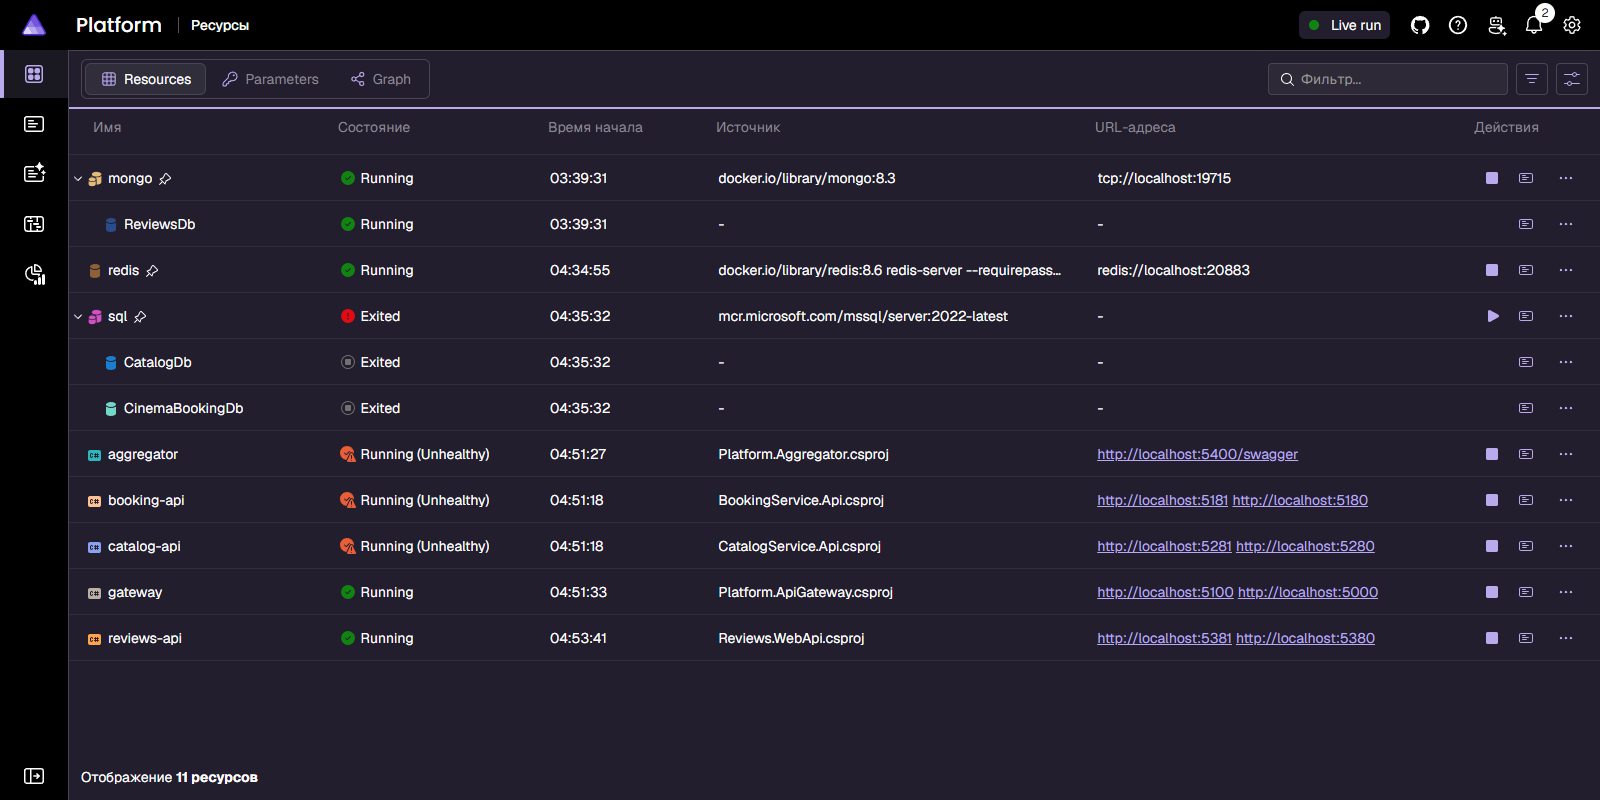 Platform Ресурсы Live run 2
Resources Parameters Graph Фильтр...
Имя Состояние Время начала Источник URL-адреса Действия
mongo Running 03:39:31 docker.io/library/mongo:8.3 tcp://localhost:19715
ReviewsDb Running 03:39:31 - -
redis Running 04:34:55 docker.io/library/redis:8.6 redis-server --requirepass... redis://localhost:20883
sql Exited 04:35:32 mcr.microsoft.com/mssql/server:2022-latest -
CatalogDb Exited 04:35:32 - -
CinemaBookingDb Exited 04:35:32 - -
C# aggregator Running (Unhealthy) 04:51:27 Platform.Aggregator.csproj http://localhost:5400/swagger
C# booking-api Running (Unhealthy) 04:51:18 BookingService.Api.csproj http://localhost:5181 http://localhost:5180
C# catalog-api Running (Unhealthy) 04:51:18 CatalogService.Api.csproj http://localhost:5281 http://localhost:5280
C# gateway Running 04:51:33 Platform.ApiGateway.csproj http://localhost:5100 http://localhost:5000
C# reviews-api Running 04:53:41 Reviews.WebApi.csproj http://localhost:5381 http://localhost:5380
Отображение 11 ресурсов